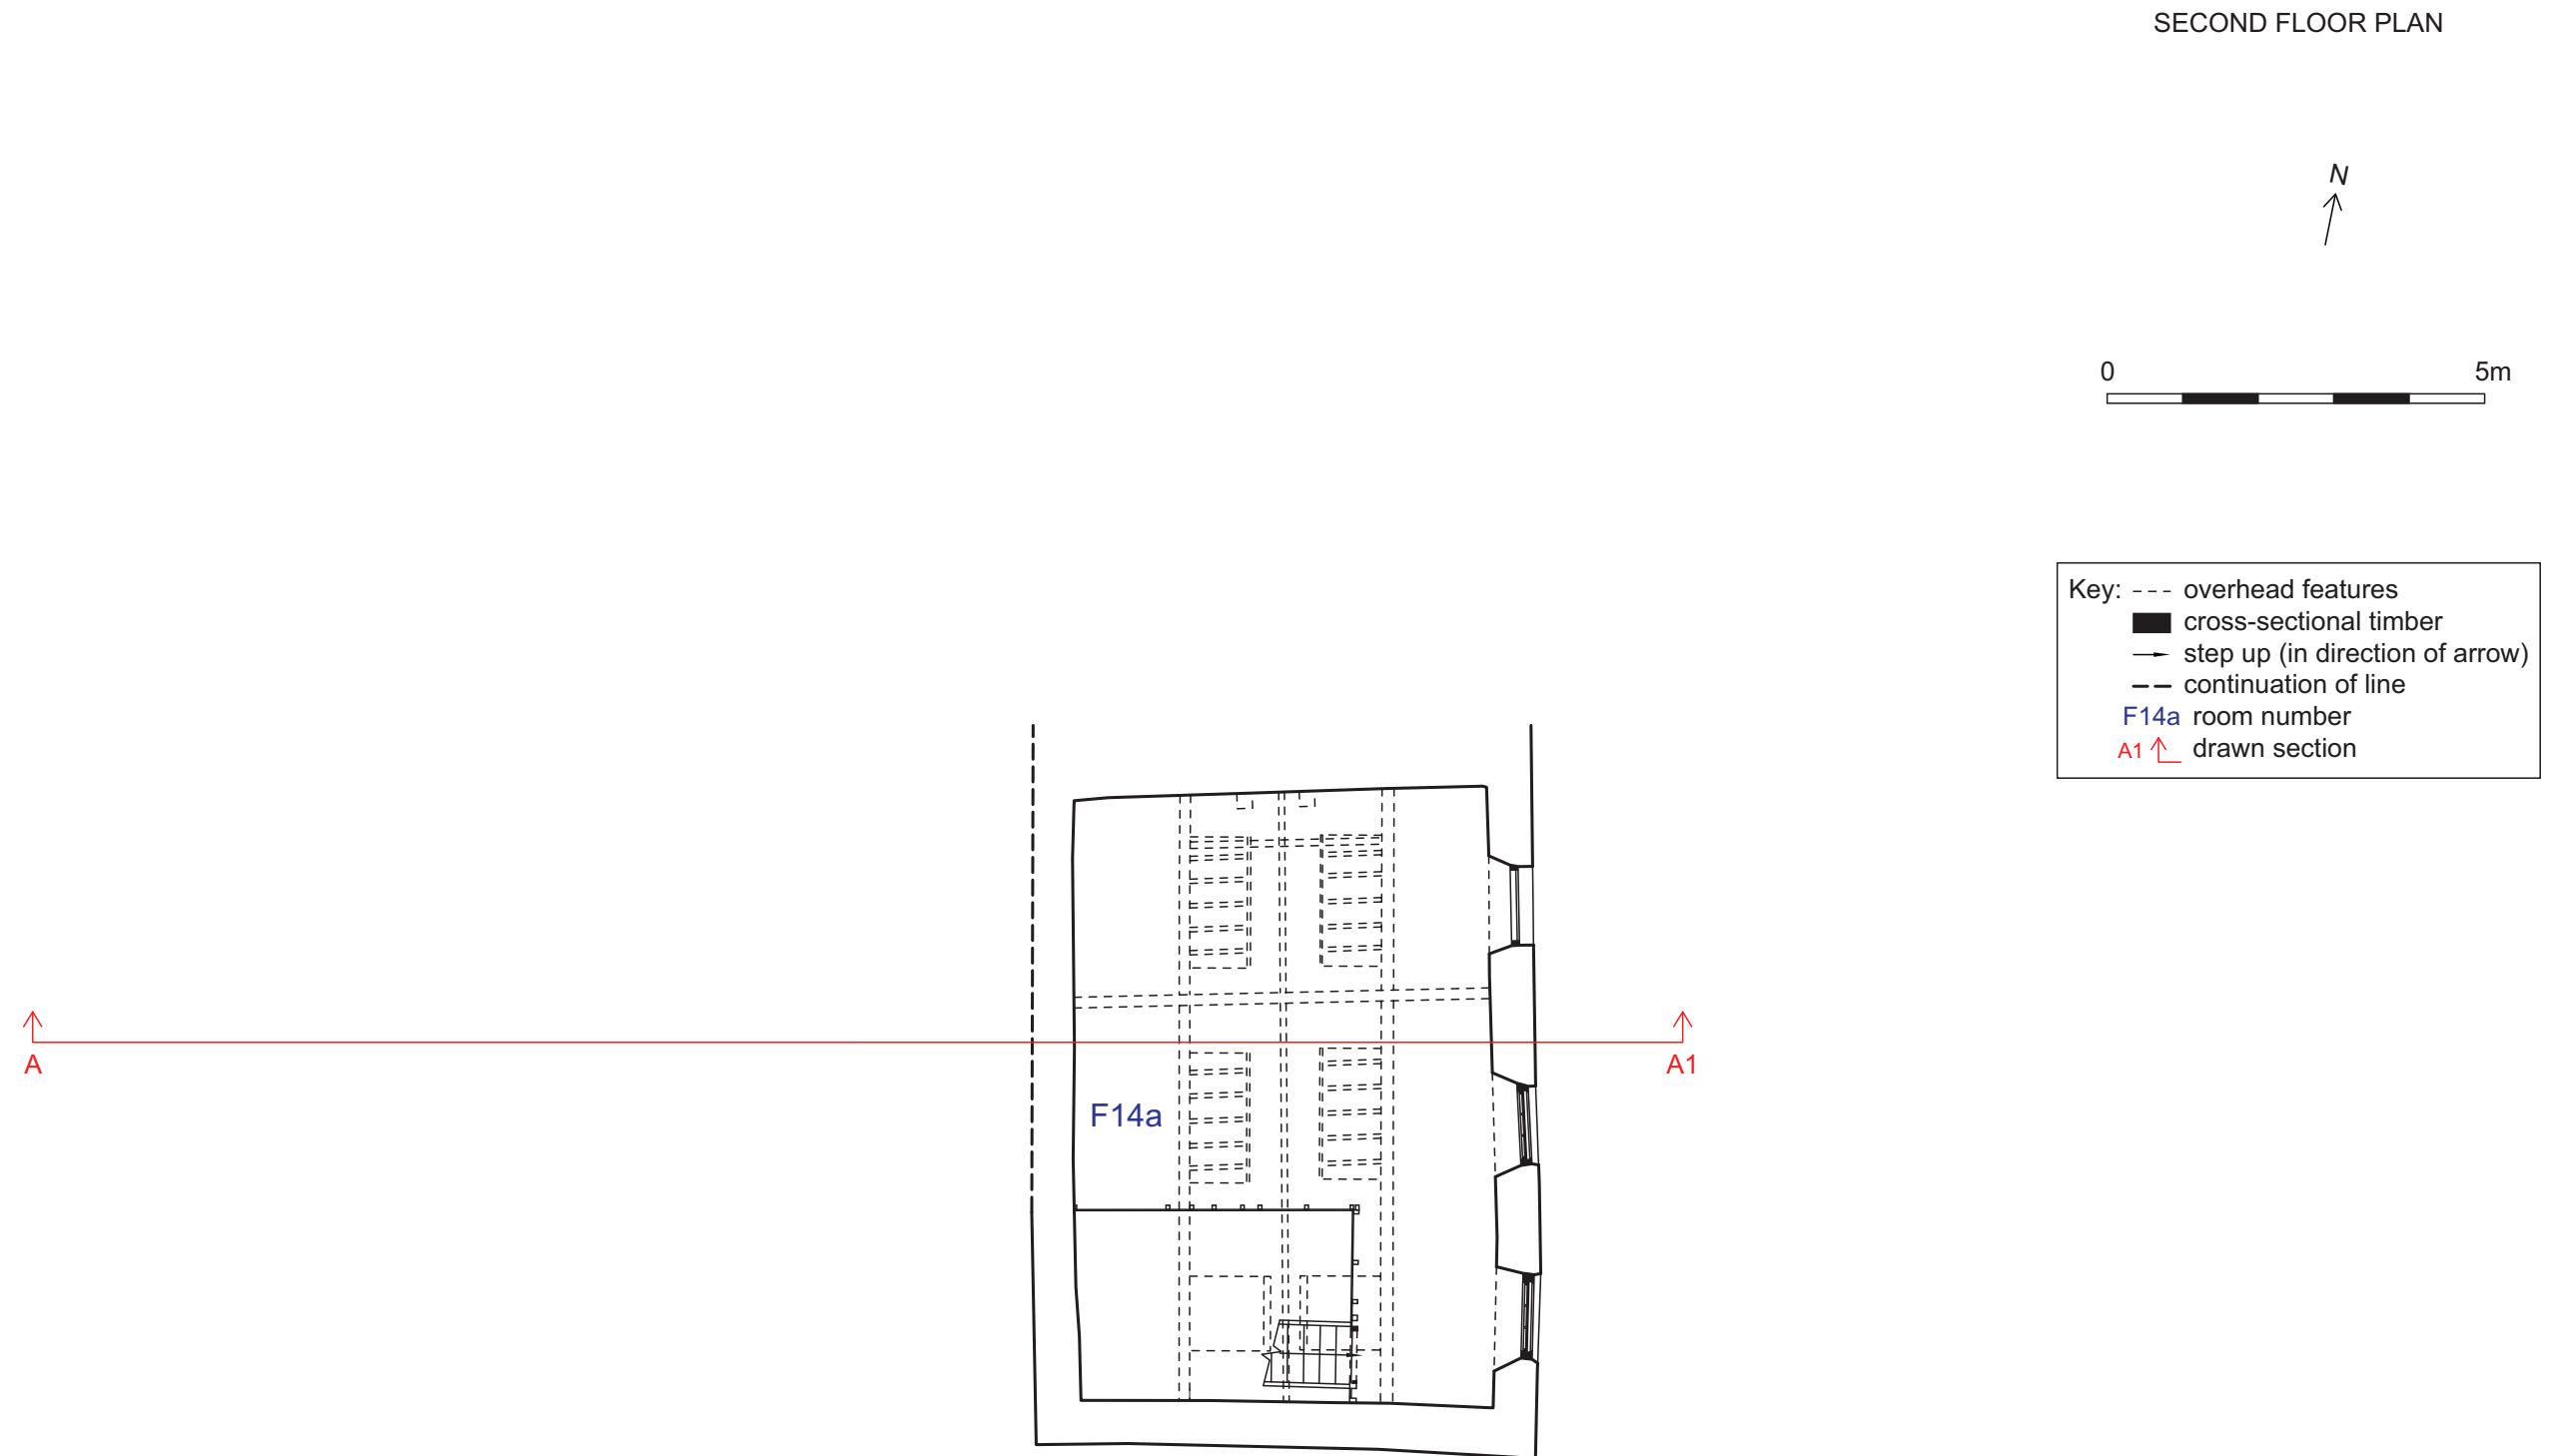 SECOND FLOOR PLAN
N
0 5m
Key: overhead features
cross-sectional timber
step up (in direction of arrow)
continuation of line
F14a room number
A1 drawn section
A A1
F14a